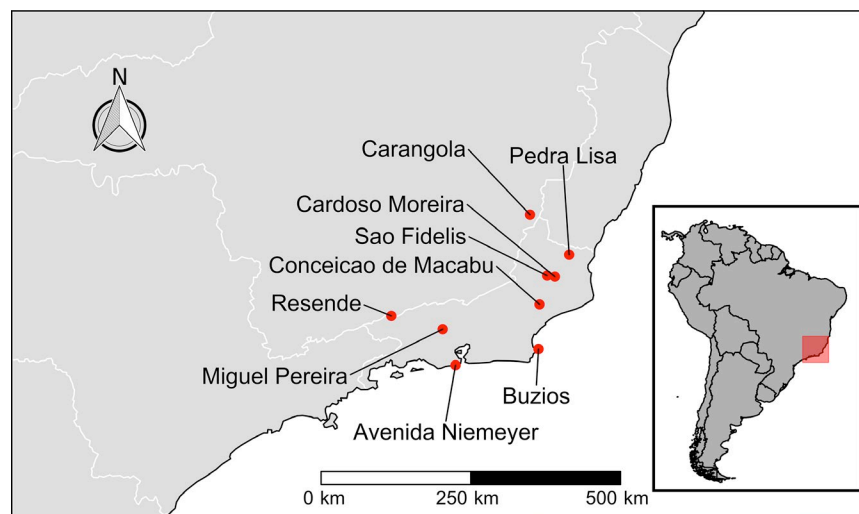 N
Carangola
Pedra Lisa
Cardoso Moreira
Sao Fidelis
Conceicao de Macabu
Resende
Miguel Pereira
Buzios
Avenida Niemeyer
0 km 250 km 500 km